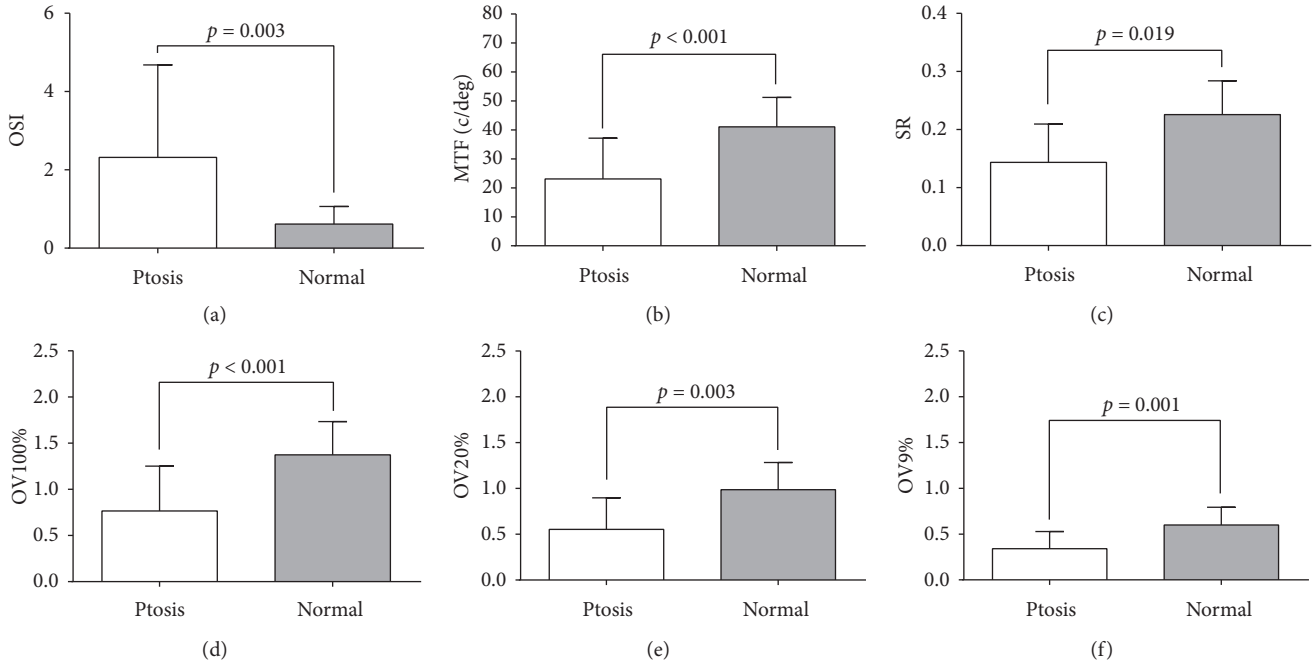 6
4
2
0
OSI
p = 0.003
Ptosis
Normal
(a)
80
70
60
50
40
30
20
10
0
MTF (c/deg)
p < 0.001
Ptosis
Normal
(b)
0.4
0.3
0.2
0.1
0.0
SR
p = 0.019
Ptosis
Normal
(c)
2.5
2.0
1.5
1.0
0.5
0.0
OV100%
p < 0.001
Ptosis
Normal
(d)
2.5
2.0
1.5
1.0
0.5
0.0
OV20%
p = 0.003
Ptosis
Normal
(e)
2.5
2.0
1.5
1.0
0.5
0.0
OV9%
p = 0.001
Ptosis
Normal
(f)